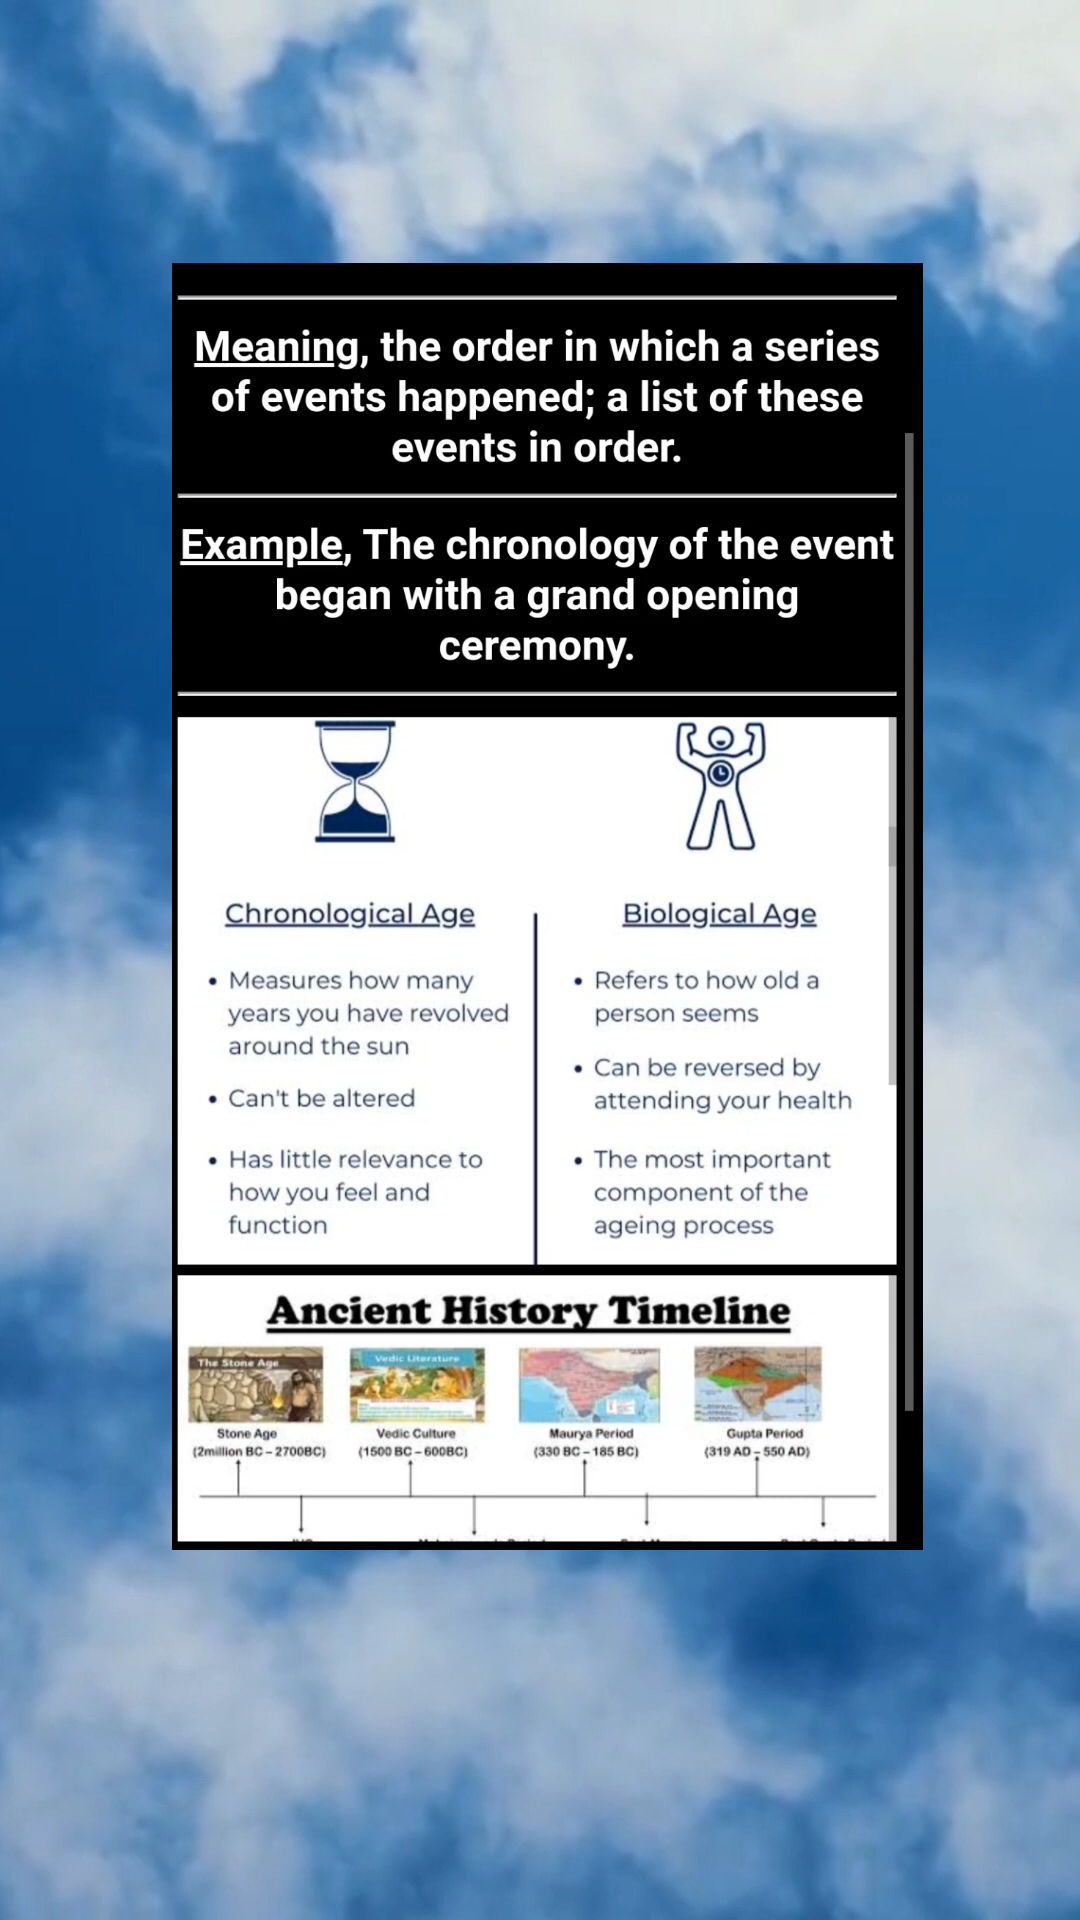 Meaning, the order in which a series
of events happened; a list of these
events in order.
Example, The chronology of the event
began with a grand opening
ceremony.
Chronological Age
• Measures how many
years you have revolved
around the sun
• Can't be altered
• Has little relevance to
how you feel and
function
Biological Age
• Refers to how old a
person seems
• Can be reversed by
attending your health
• The most important
component of the
ageing process
Ancient History Timeline
The Stone Age
Vedic Literature
Stone Age
(2million BC – 2700BC)
Vedic Culture
(1500 BC – 600BC)
Maurya Period
(330 BC – 185 BC)
Gupta Period
(319 AD – 550 AD)